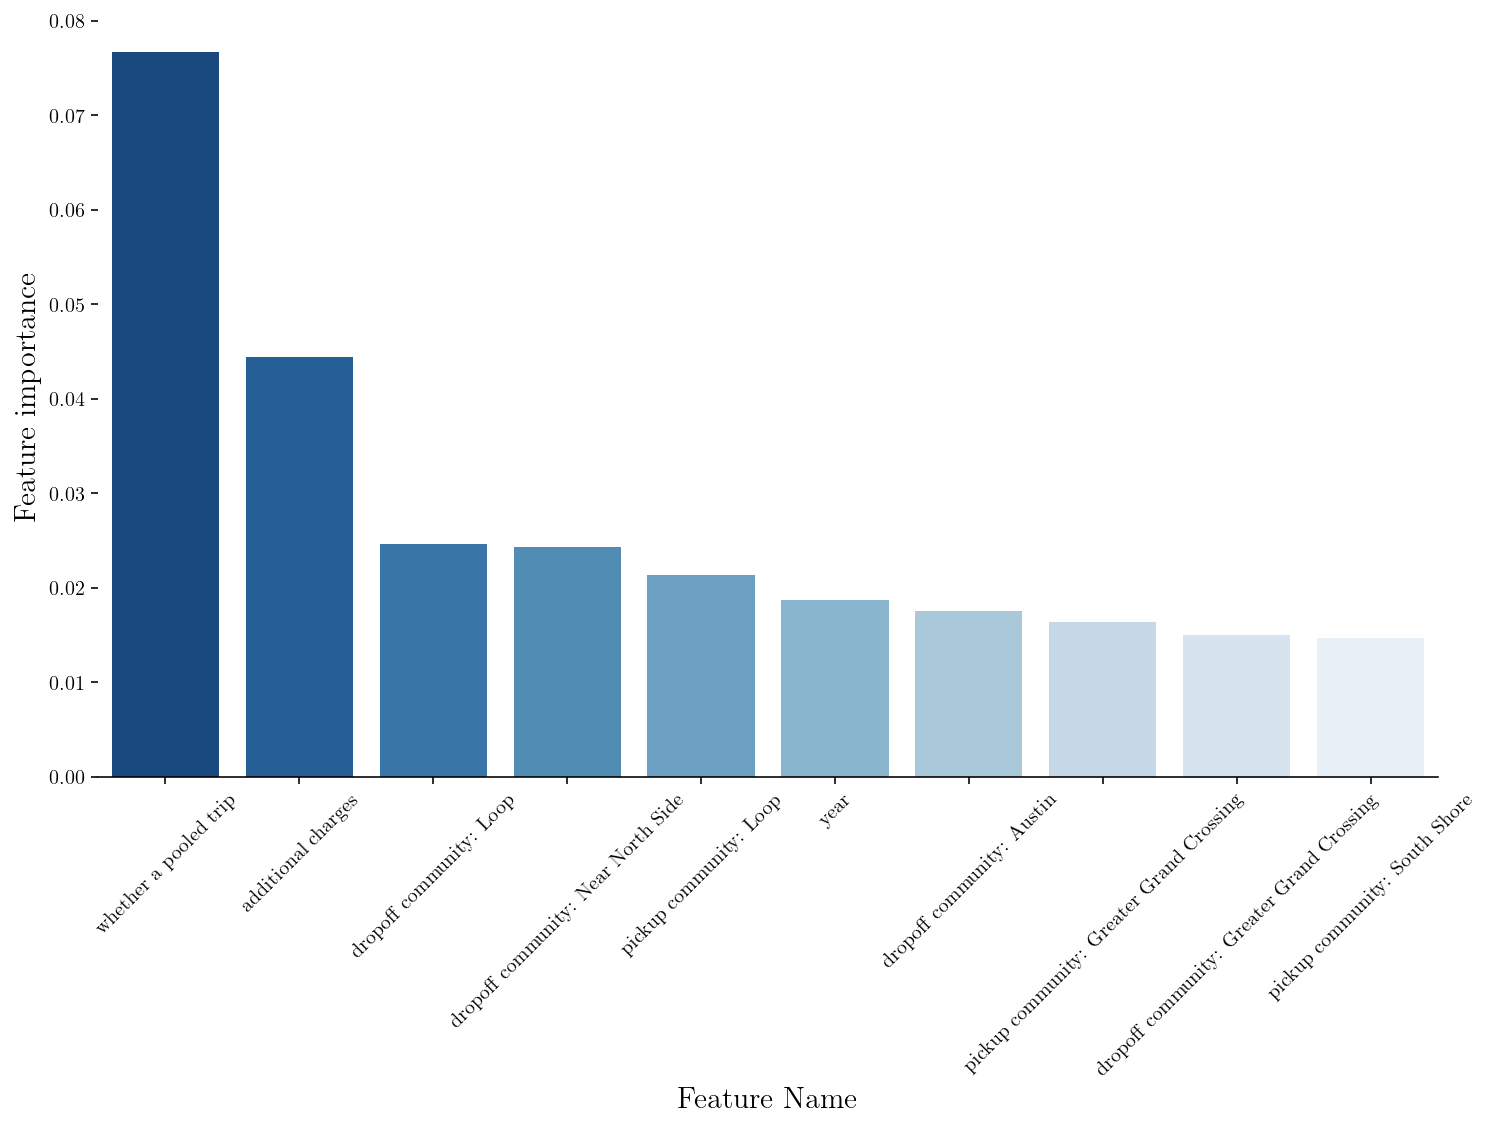 0.08
0.07
0.06
0.05
0.04
0.03
0.02
0.01
0.00
Feature importance
whether a pooled trip
additional charges
dropoff community: Loop
dropoff community: Near North Side
pickup community: Loop
year
dropoff community: Austin
pickup community: Greater Grand Crossing
dropoff community: Greater Grand Crossing
pickup community: South Shore
Feature Name